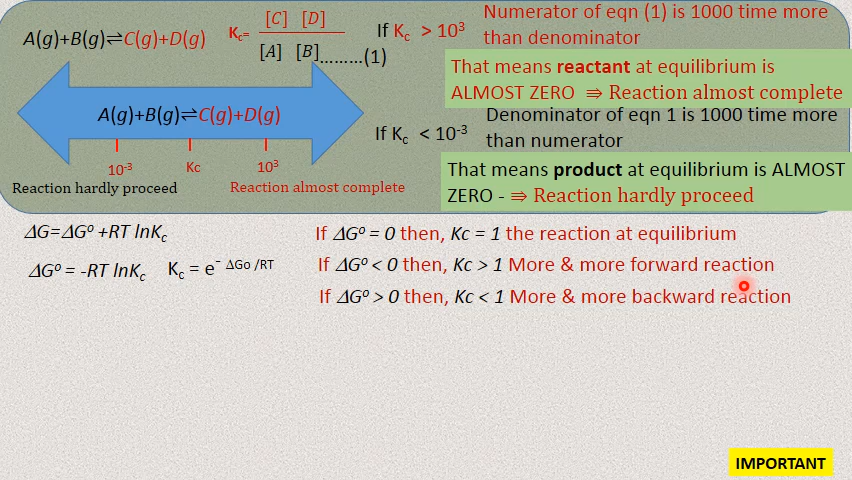 A(g)+B(g)⇌C(g)+D(g)
Kc= [C] [D]
[A] [B].........(1)
If Kc > 10³
Numerator of eqn (1) is 1000 time more
than denominator
That means reactant at equilibrium is
ALMOST ZERO ⇛ Reaction almost complete
A(g)+B(g)⇌C(g)+D(g)
10⁻³ Kc 10³
Reaction hardly proceed Reaction almost complete
If Kc < 10⁻³
Denominator of eqn 1 is 1000 time more
than numerator
That means product at equilibrium is ALMOST
ZERO - ⇛ Reaction hardly proceed
ΔG=ΔG⁰ +RT lnKc
ΔG⁰ = -RT lnKc Kc = e⁻ ΔGo /RT
If ΔG⁰ = 0 then, Kc = 1 the reaction at equilibrium
If ΔG⁰ < 0 then, Kc > 1 More & more forward reaction
If ΔG⁰ > 0 then, Kc < 1 More & more backward reaction
IMPORTANT